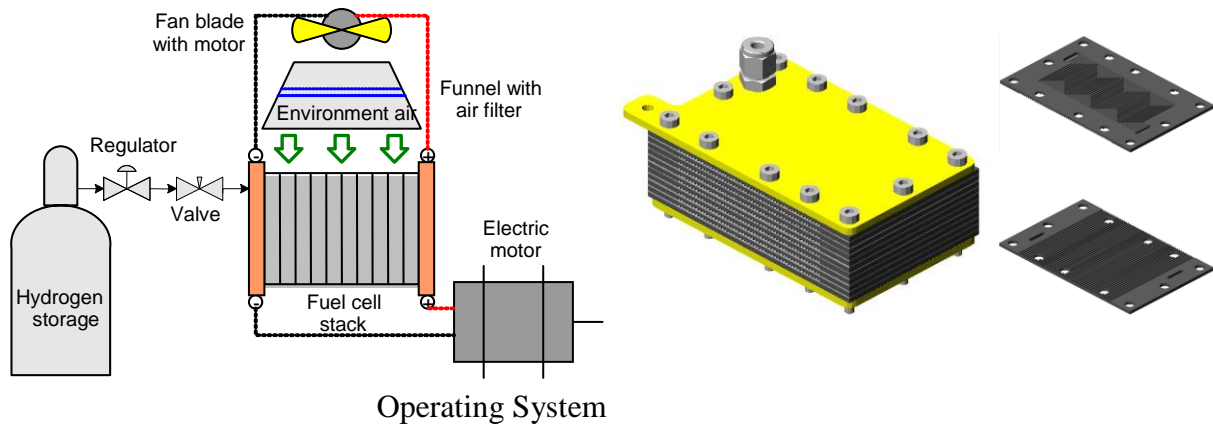 Fan blade
with motor
Funnel with
air filter
Environment air
Regulator
-
+
Valve
Electric
motor
Hydrogen
storage
Fuel cell
stack
-
+
Operating System